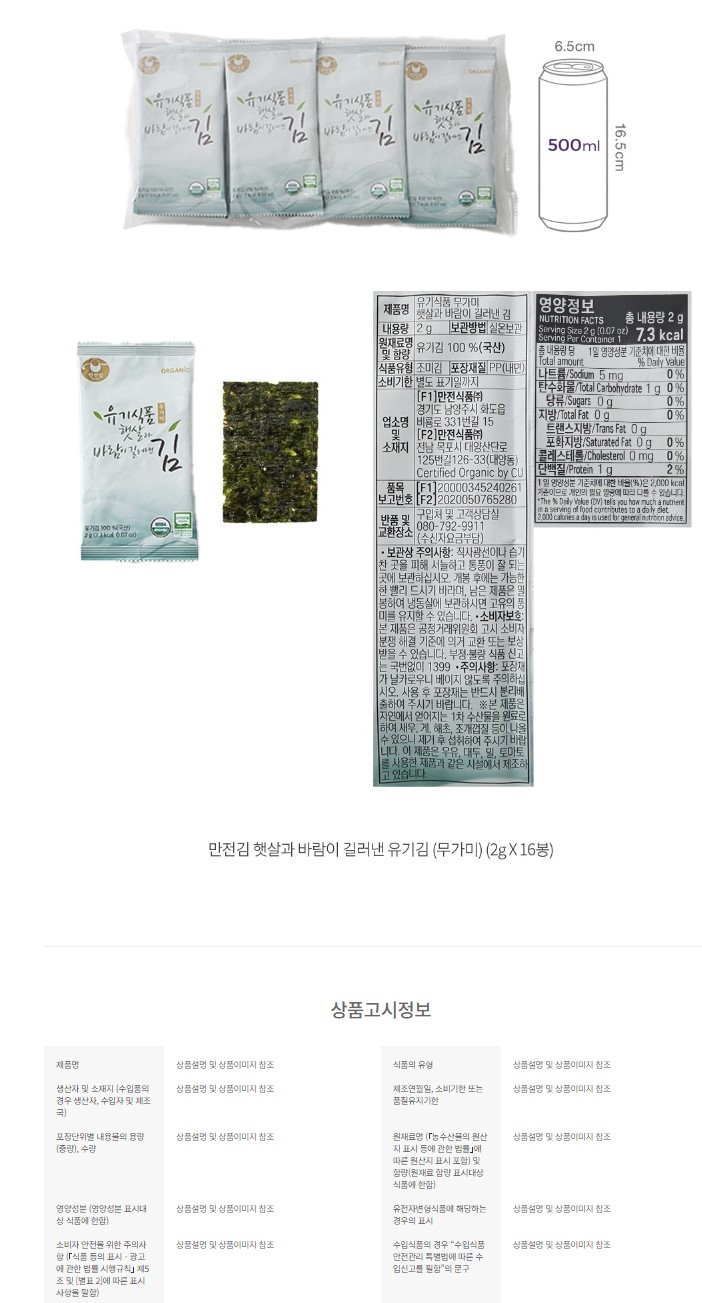 6.5cm
500ml
16.5cm
ORGANIC
유기식품
무가미
햇살과
바람이 길러낸
김
유기김 100 %(국산)
2 g (7.3 kcal, 0.07 oz)
제품명 유기식품 무가미
햇살과 바람이 길러낸 김
내용량 2 g 보관방법 실온보관
원재료명 및 함량 유기김 100 %(국산)
식품유형 조미김 포장재질 PP(내면)
소비기한 별도 표기일까지
업소명 및 소재지
[F1]만전식품㈜
경기도 남양주시 화도읍
비룡로 331번길 15
[F2]만전식품㈜
전남 목포시 대양산단로
125번길126-33(대양동)
Certified Organic by CU
품목 보고번호
[F1]20000345240261
[F2]2020050765280
반품 및 교환장소
구입처 및 고객상담실
080-792-9911
(수신자요금부담)
•보관상 주의사항: 직사광선이나 습기
찬 곳을 피해 서늘하고 통풍이 잘 되는
곳에 보관하십시오. 개봉 후에는 가능한
한 빨리 드시기 바라며, 남은 제품은 밀
봉하여 냉동실에 보관하시면 고유의 풍
미를 유지할 수 있습니다. •소비자보호:
본 제품은 공정거래위원회 고시 소비자
분쟁 해결 기준에 의거 교환 또는 보상
받을 수 있습니다. 부정·불량 식품 신고
는 국번없이 1399 •주의사항: 포장재
가 날카로우니 베이지 않도록 주의하십
시오. 사용 후 포장재는 반드시 분리배
출하여 주시기 바랍니다. ※본 제품은
자연에서 얻어지는 1차 수산물을 원료로
하여 새우, 게, 해초, 조개껍질 등이 나올
수 있으니 제거 후 섭취하여 주시기 바랍
니다. 이 제품은 우유, 대두, 밀, 토마토
를 사용한 제품과 같은 시설에서 제조하
고 있습니다.
영양정보
NUTRITION FACTS
총 내용량 2 g
Serving Size 2 g (0.07 oz)
Serving Per Container 1
7.3 kcal
총 내용량 당 1일 영양성분 기준치에 대한 비율
Total amount % Daily Value
나트륨/Sodium 5 mg 0 %
탄수화물/Total Carbohydrate 1 g 0 %
당류/Sugars 0 g
지방/Total Fat 0 g 0 %
트랜스지방/Trans Fat 0 g
포화지방/Saturated Fat 0 g 0 %
콜레스테롤/Cholesterol 0 mg 0 %
단백질/Protein 1 g 2 %
1일 영양성분 기준치에 대한 비율(%)은 2,000 kcal
기준이므로 개인의 필요 열량에 따라 다를 수 있습니다.
*The % Daily Value (DV) tells you how much a nutrient
in a serving of food contributes to a daily diet.
2,000 calories a day is used for general nutrition advice.
만전김 햇살과 바람이 길러낸 유기김 (무가미) (2g X 16봉)
상품고시정보
제품명 상품설명 및 상품이미지 참조
식품의 유형 상품설명 및 상품이미지 참조
생산자 및 소재지 (수입품의
경우 생산자, 수입자 및 제조
국)
상품설명 및 상품이미지 참조
제조연월일, 소비기한 또는
품질유지기한
상품설명 및 상품이미지 참조
포장단위별 내용물의 용량
(중량), 수량
상품설명 및 상품이미지 참조
원재료명 (「농수산물의 원산
지 표시 등에 관한 법률」에
따른 원산지 표시 포함) 및
함량(원재료 함량 표시대상
식품에 한함)
상품설명 및 상품이미지 참조
영양성분 (영양성분 표시대
상 식품에 한함)
상품설명 및 상품이미지 참조
유전자변형식품에 해당하는
경우의 표시
상품설명 및 상품이미지 참조
소비자 안전을 위한 주의사
항 (「식품 등의 표시ㆍ광고
에 관한 법률 시행규칙」 제5
조 및 [별표 2]에 따른 표시
사항을 말함)
상품설명 및 상품이미지 참조
수입식품의 경우 “수입식품
안전관리 특별법에 따른 수
입신고를 필함”의 문구
상품설명 및 상품이미지 참조